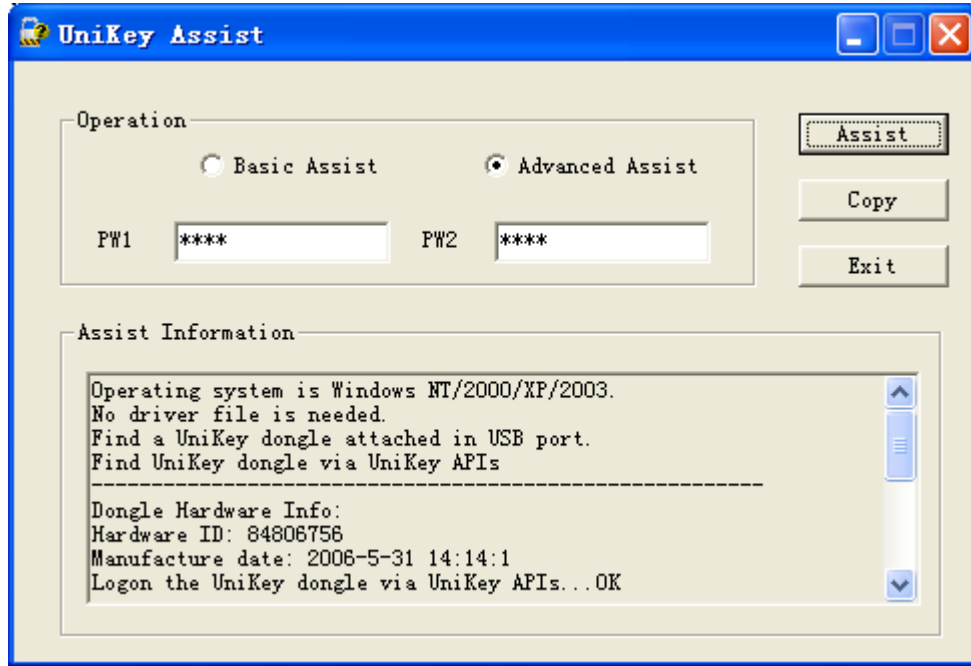 UniKey Assist
Operation
Basic Assist
Advanced Assist
PW1
****
PW2
****
Assist
Copy
Exit
Assist Information
Operating system is Windows NT/2000/XP/2003.
No driver file is needed.
Find a UniKey dongle attached in USB port.
Find UniKey dongle via UniKey APIs
--------------------------------------------------------
Dongle Hardware Info:
Hardware ID: 84806756
Manufacture date: 2006-5-31 14:14:1
Logon the UniKey dongle via UniKey APIs...OK